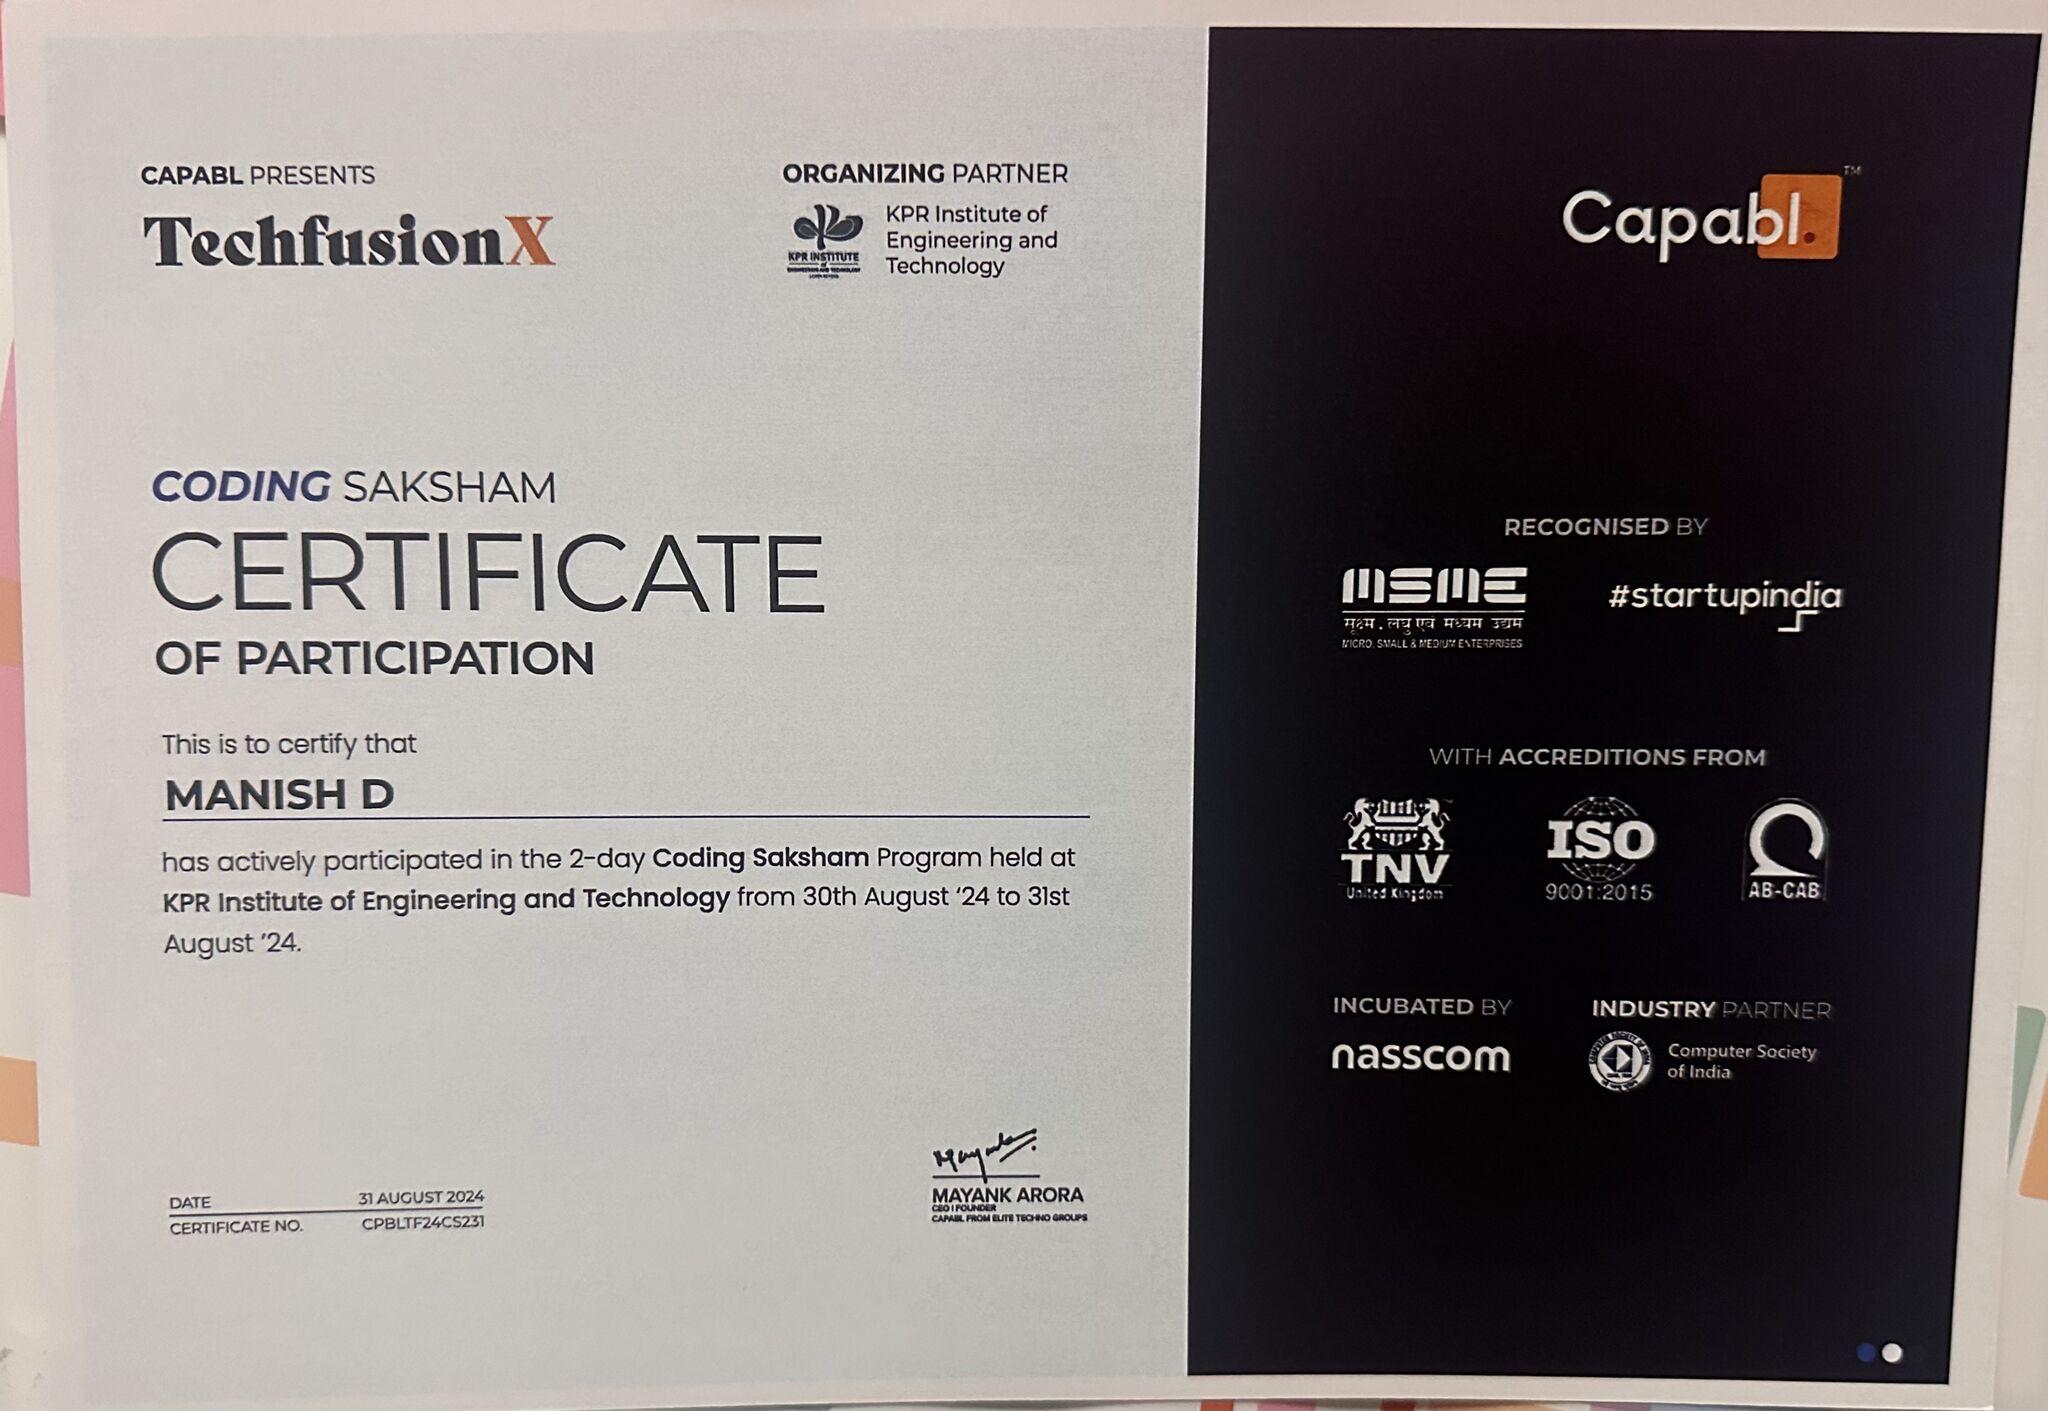 CAPABL PRESENTS
TechfusionX
ORGANIZING PARTNER
KPR INSTITUTE
of
ENGINEERING AND TECHNOLOGY
KPR Institute of
Engineering and
Technology
CODING SAKSHAM
CERTIFICATE
OF PARTICIPATION
This is to certify that
MANISH D
has actively participated in the 2-day Coding Saksham Program held at
KPR Institute of Engineering and Technology from 30th August ‘24 to 31st
August ‘24.
DATE 31 AUGUST 2024
CERTIFICATE NO. CPBLTF24CS231
Mayank
MAYANK ARORA
CEO | FOUNDER
CAPABL FROM ELITE TECHNO GROUPS
Capabl. TM
RECOGNISED BY
MSME
सूक्ष्म . लघु एवं मध्यम उद्यम
MICRO, SMALL & MEDIUM ENTERPRISES
#startupindia
WITH ACCREDITIONS FROM
TNV
United Kingdom
ISO
9001:2015
AB-CAB
INCUBATED BY
nasscom
INDUSTRY PARTNER
Computer Society
of India